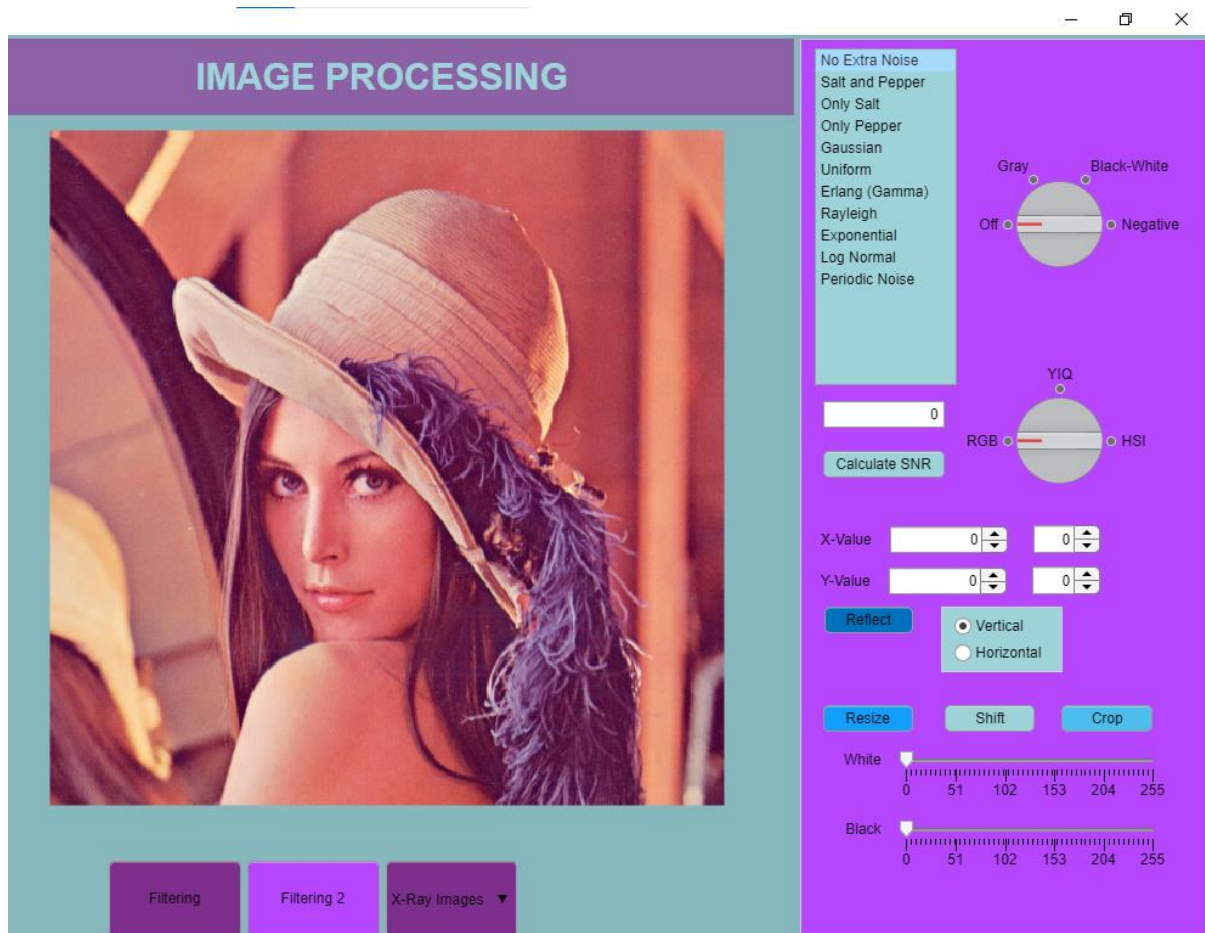 IMAGE PROCESSING
No Extra Noise
Salt and Pepper
Only Salt
Only Pepper
Gaussian
Uniform
Erlang (Gamma)
Rayleigh
Exponential
Log Normal
Periodic Noise
Gray Black-White
Off Negative
YIQ
RGB HSI
0
Calculate SNR
X-Value 0 0
Y-Value 0 0
Reflect
Vertical
Horizontal
Resize Shift Crop
White
0 51 102 153 204 255
Black
0 51 102 153 204 255
Filtering Filtering 2 X-Ray Images